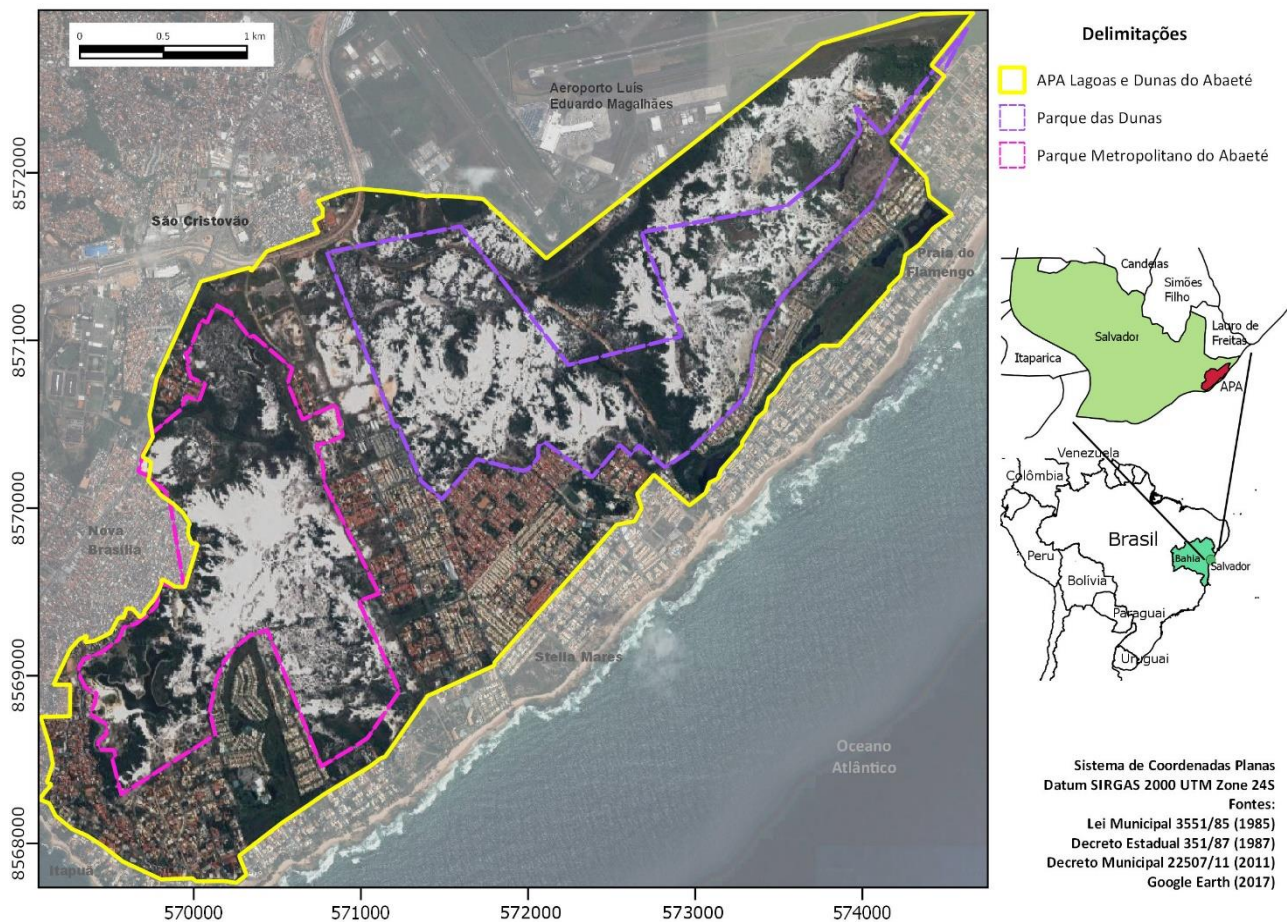 0 0.5 1 km
Aeroporto Luis
Eduardo Magalhães
São Cristovão
Praia do
Flamengo
Nova
Brasília
Stella Mares
Oceano
Atlântico
Itapuã
8572000
8571000
8570000
8569000
8568000
570000 571000 572000 573000 574000
Delimitações
APA Lagoas e Dunas do Abaeté
Parque das Dunas
Parque Metropolitano do Abaeté
Candeias
Simões
Filho
Salvador
Lauro de
Freitas
Itaparica
APA
Venezuela
Colômbia
Brasil
Peru
Bahia
Salvador
Bolívia
Paraguai
Uruguai
Sistema de Coordenadas Planas
Datum SIRGAS 2000 UTM Zone 24S
Fontes:
Lei Municipal 3551/85 (1985)
Decreto Estadual 351/87 (1987)
Decreto Municipal 22507/11 (2011)
Google Earth (2017)